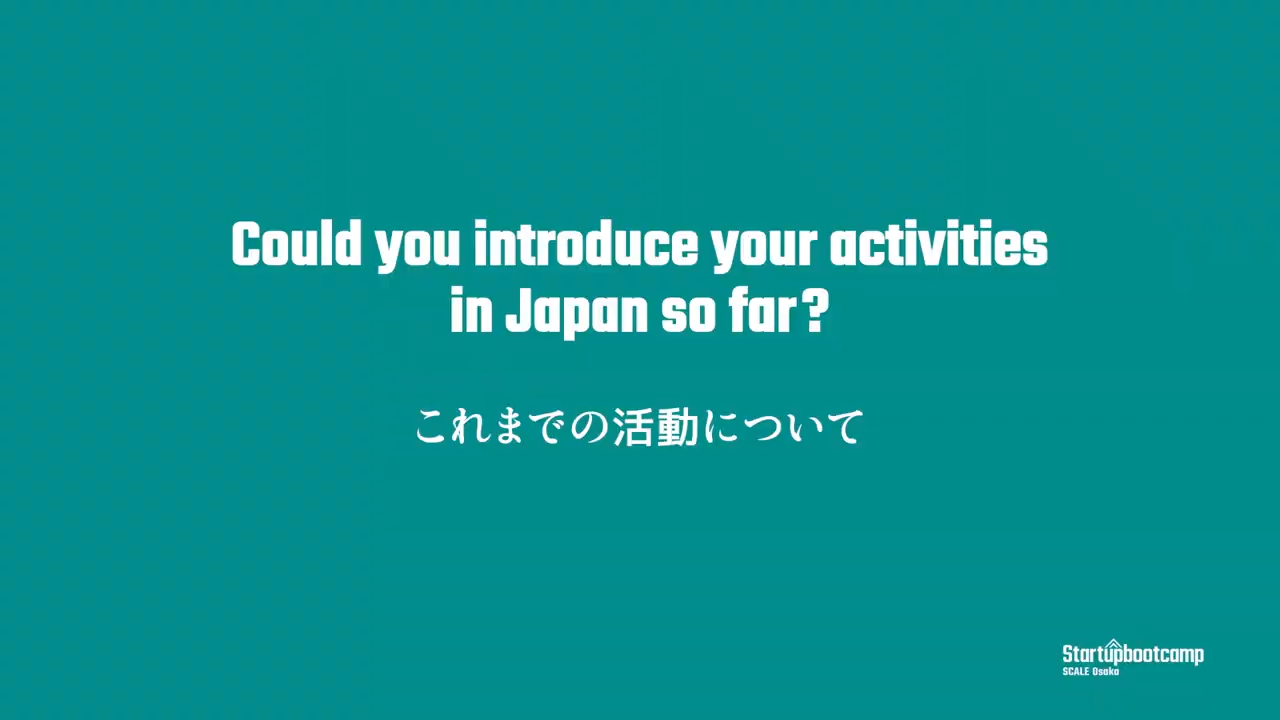 Could you introduce your activities
in Japan so far?
これまでの活動について
Startupbootcamp
SCALE Osaka